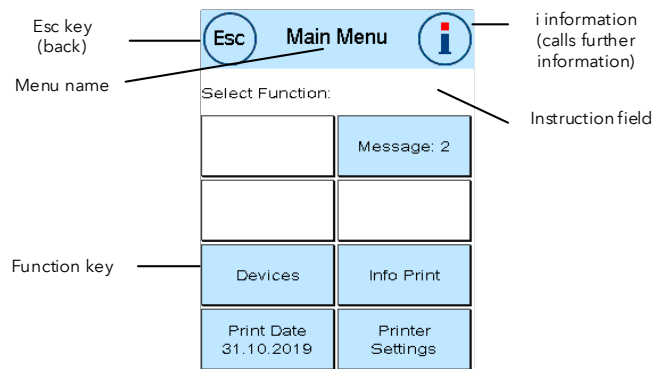 Esc key
(back)
Menu name
Function key
Esc
Main Menu
i
Select Function:
Message: 2
Devices
Info Print
Print Date
31.10.2019
Printer
Settings
i information
(calls further
information)
Instruction field